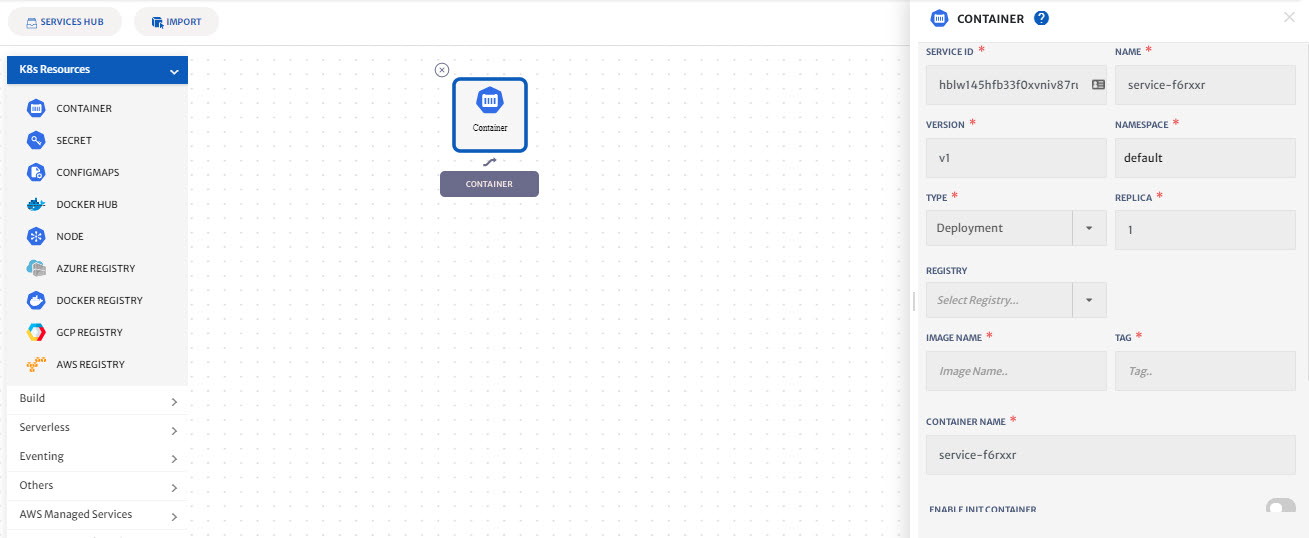 SERVICES HUB
IMPORT
K8s Resources
CONTAINER
SECRET
CONFIGMAPS
DOCKER HUB
NODE
AZURE REGISTRY
DOCKER REGISTRY
GCP REGISTRY
AWS REGISTRY
Build
Serverless
Eventing
Others
AWS Managed Services
Container
CONTAINER
CONTAINER ?
SERVICE ID * NAME *
hblw145hfb33f0xvniv87ru service-f6rxxr
VERSION * NAMESPACE *
v1 default
TYPE * REPLICA *
Deployment 1
REGISTRY
Select Registry...
IMAGE NAME * TAG *
Image Name.. Tag..
CONTAINER NAME *
service-f6rxxr
ENABLE INIT CONTAINER